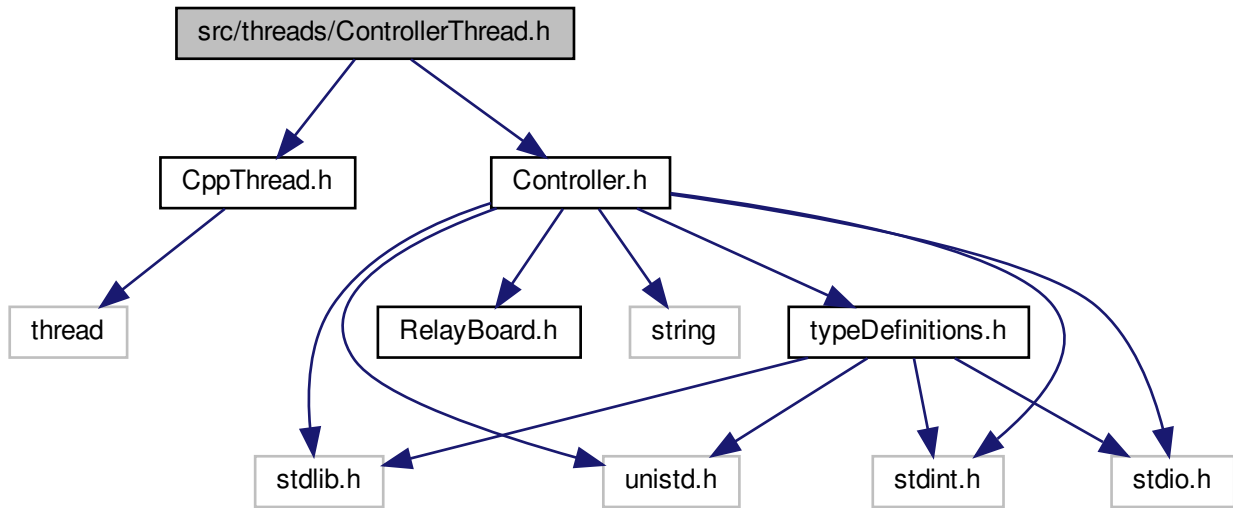 src/threads/ControllerThread.h
CppThread.h
Controller.h
thread
RelayBoard.h
string
typeDefinitions.h
stdlib.h
unistd.h
stdint.h
stdio.h